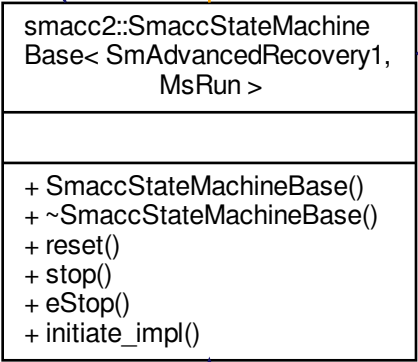 smacc2::SmaccStateMachine
Base< SmAdvancedRecovery1,
MsRun >
+ SmaccStateMachineBase()
+ ~SmaccStateMachineBase()
+ reset()
+ stop()
+ eStop()
+ initiate_impl()